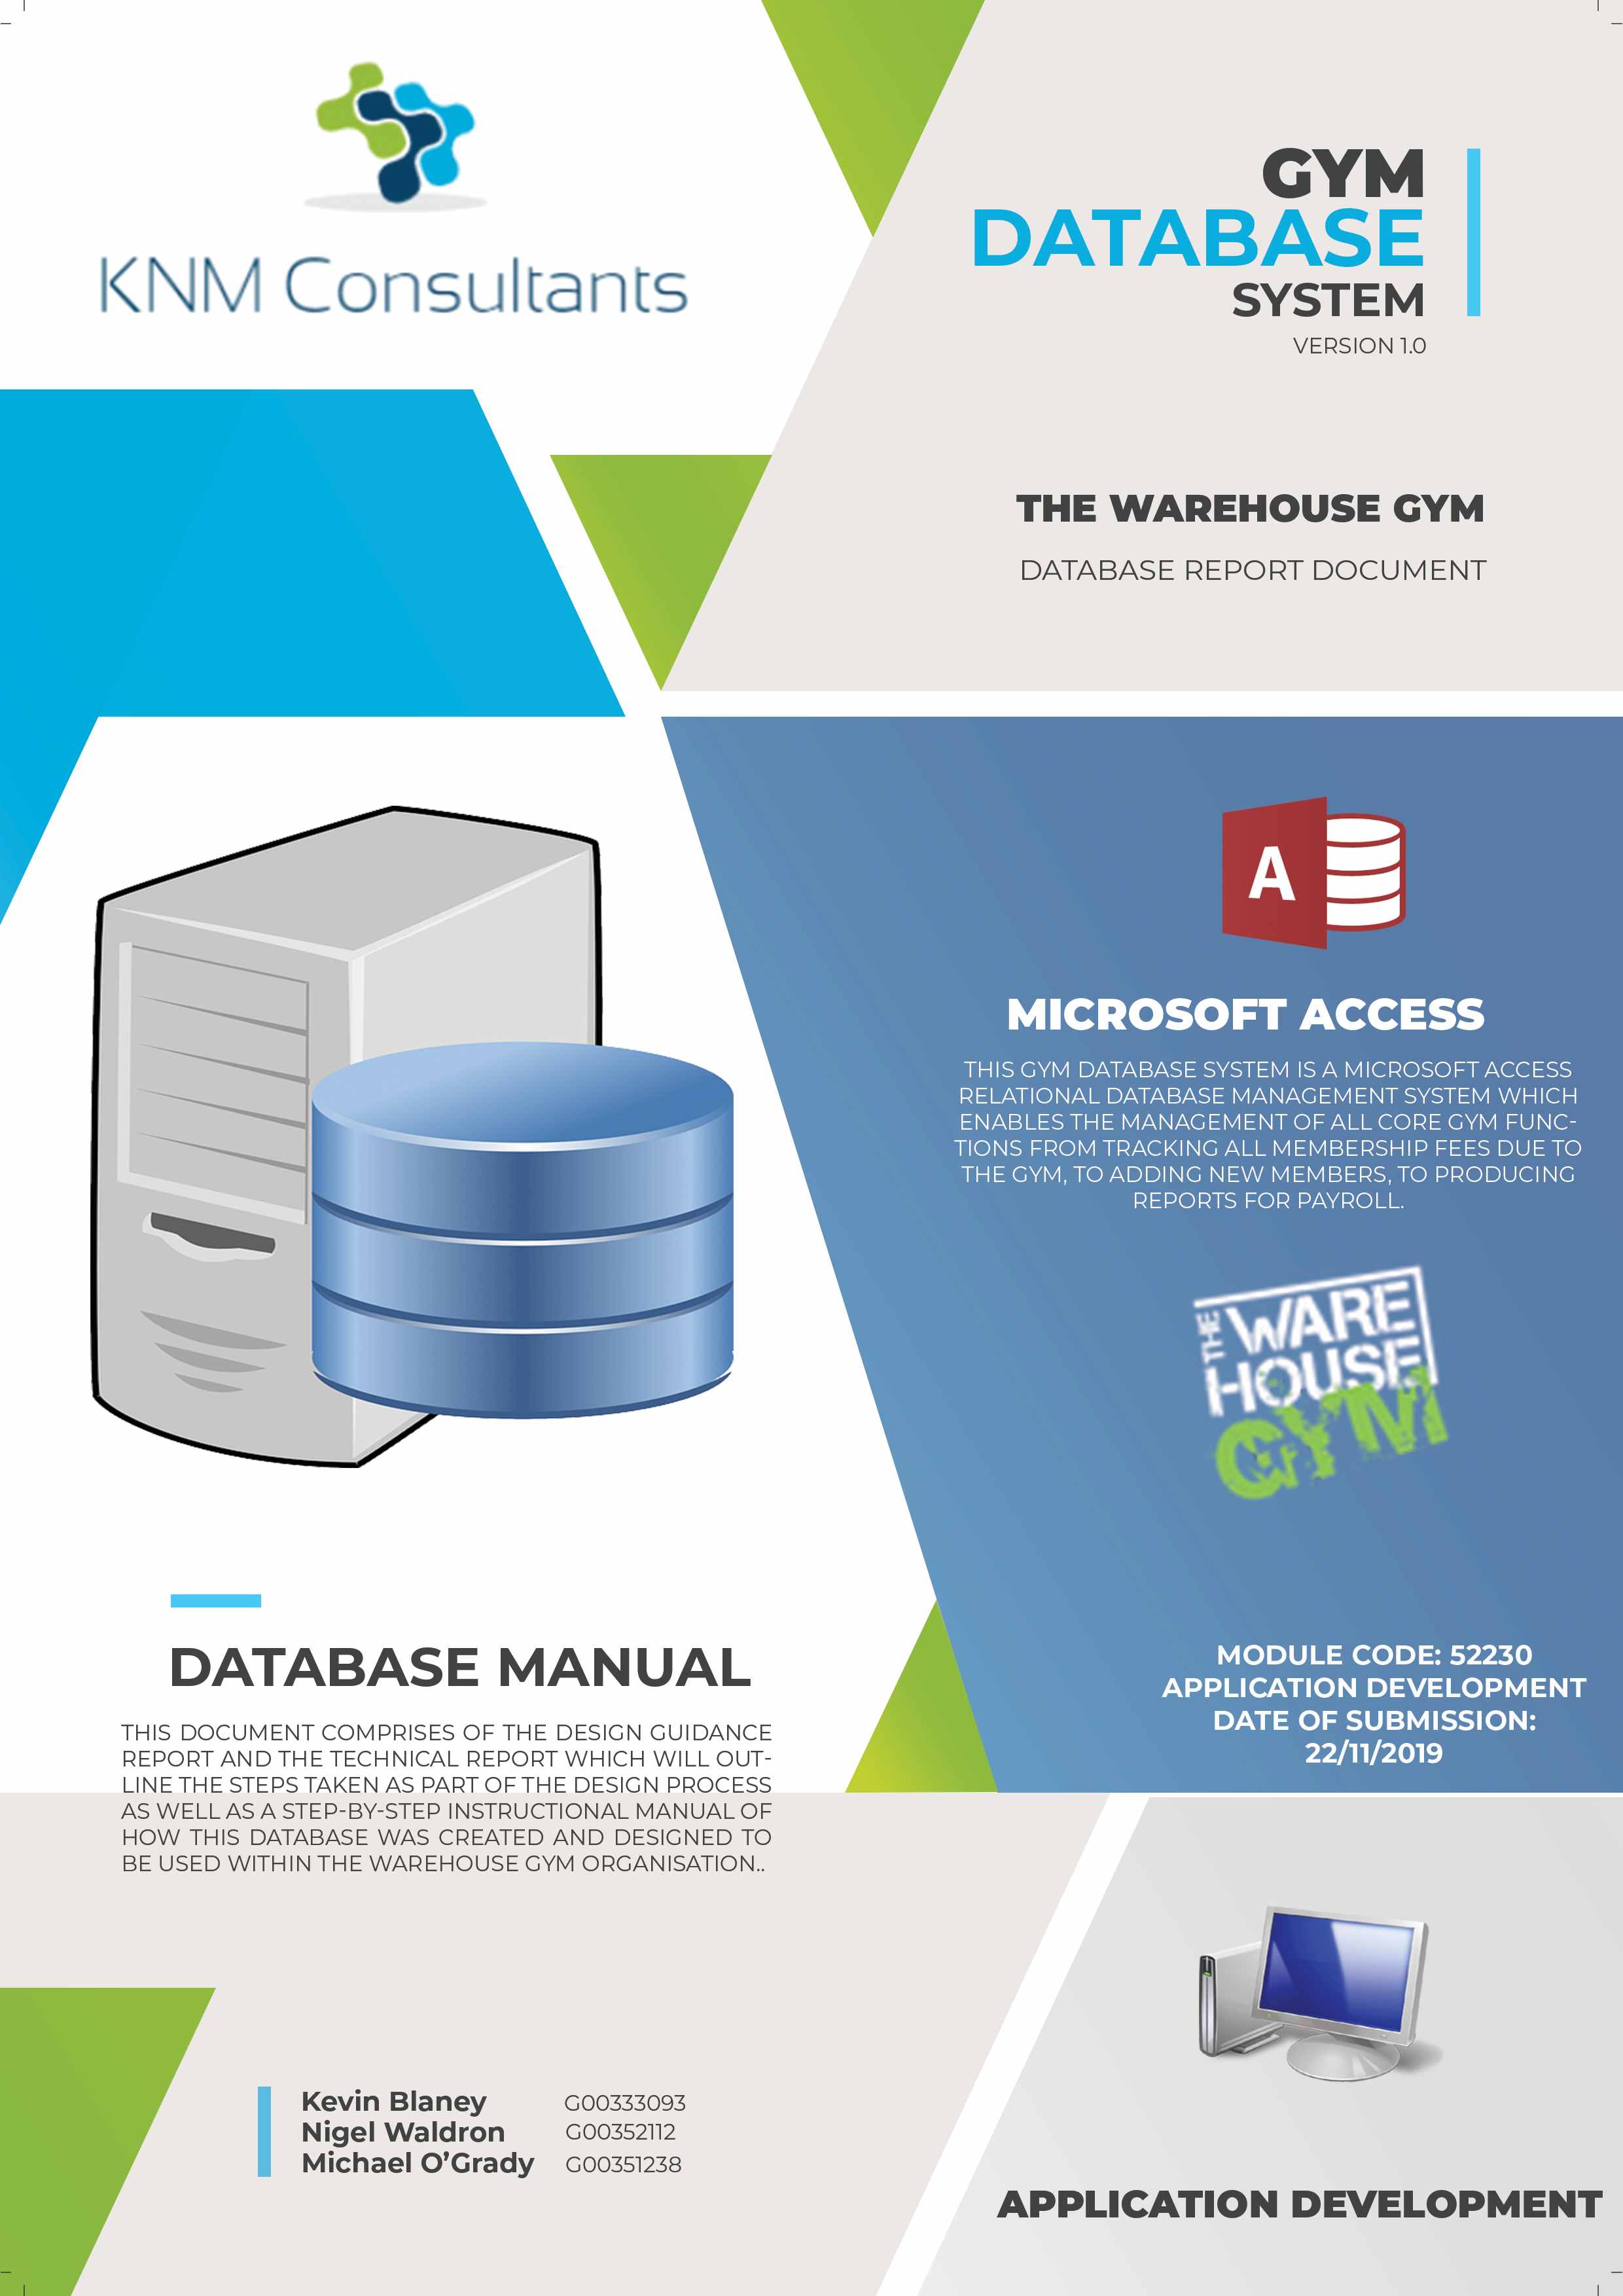 KNM Consultants
GYM
DATABASE
SYSTEM
VERSION 1.0
THE WAREHOUSE GYM
DATABASE REPORT DOCUMENT
A
MICROSOFT ACCESS
THIS GYM DATABASE SYSTEM IS A MICROSOFT ACCESS
RELATIONAL DATABASE MANAGEMENT SYSTEM WHICH
ENABLES THE MANAGEMENT OF ALL CORE GYM FUNC-
TIONS FROM TRACKING ALL MEMBERSHIP FEES DUE TO
THE GYM, TO ADDING NEW MEMBERS, TO PRODUCING
REPORTS FOR PAYROLL.
THE WARE
HOUSE
GYM
DATABASE MANUAL
THIS DOCUMENT COMPRISES OF THE DESIGN GUIDANCE
REPORT AND THE TECHNICAL REPORT WHICH WILL OUT-
LINE THE STEPS TAKEN AS PART OF THE DESIGN PROCESS
AS WELL AS A STEP-BY-STEP INSTRUCTIONAL MANUAL OF
HOW THIS DATABASE WAS CREATED AND DESIGNED TO
BE USED WITHIN THE WAREHOUSE GYM ORGANISATION..
MODULE CODE: 52230
APPLICATION DEVELOPMENT
DATE OF SUBMISSION:
22/11/2019
Kevin Blaney G00333093
Nigel Waldron G00352112
Michael O’Grady G00351238
APPLICATION DEVELOPMENT